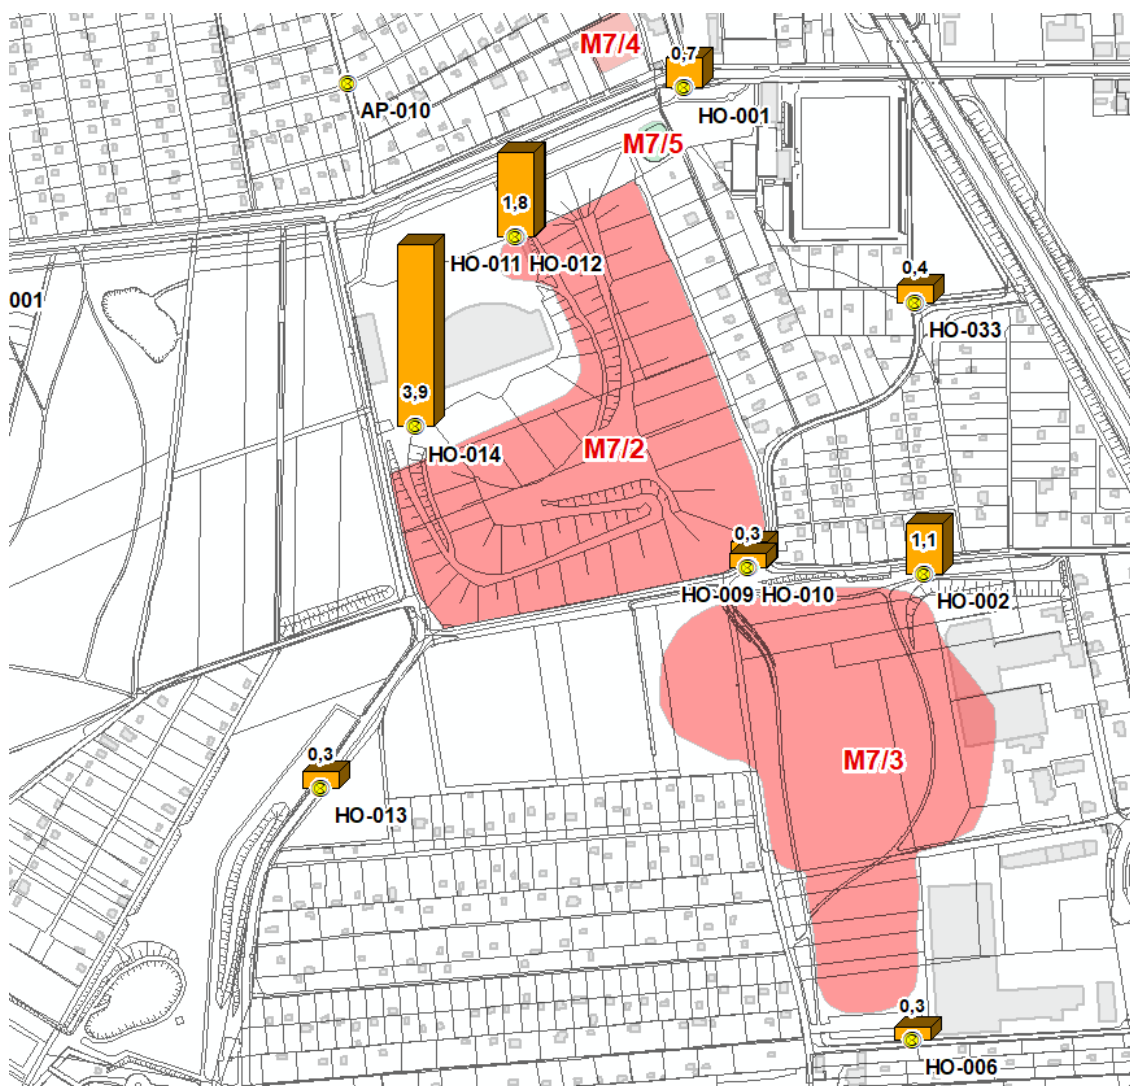 M7/4
0,7
AP-010
HO-001
M7/5
1,8
HO-011 HO-012
0,4
001
HO-033
3,9
M7/2
HO-014
0,3
1,1
HO-009 HO-010
HO-002
0,3
M7/3
HO-013
0,3
HO-006